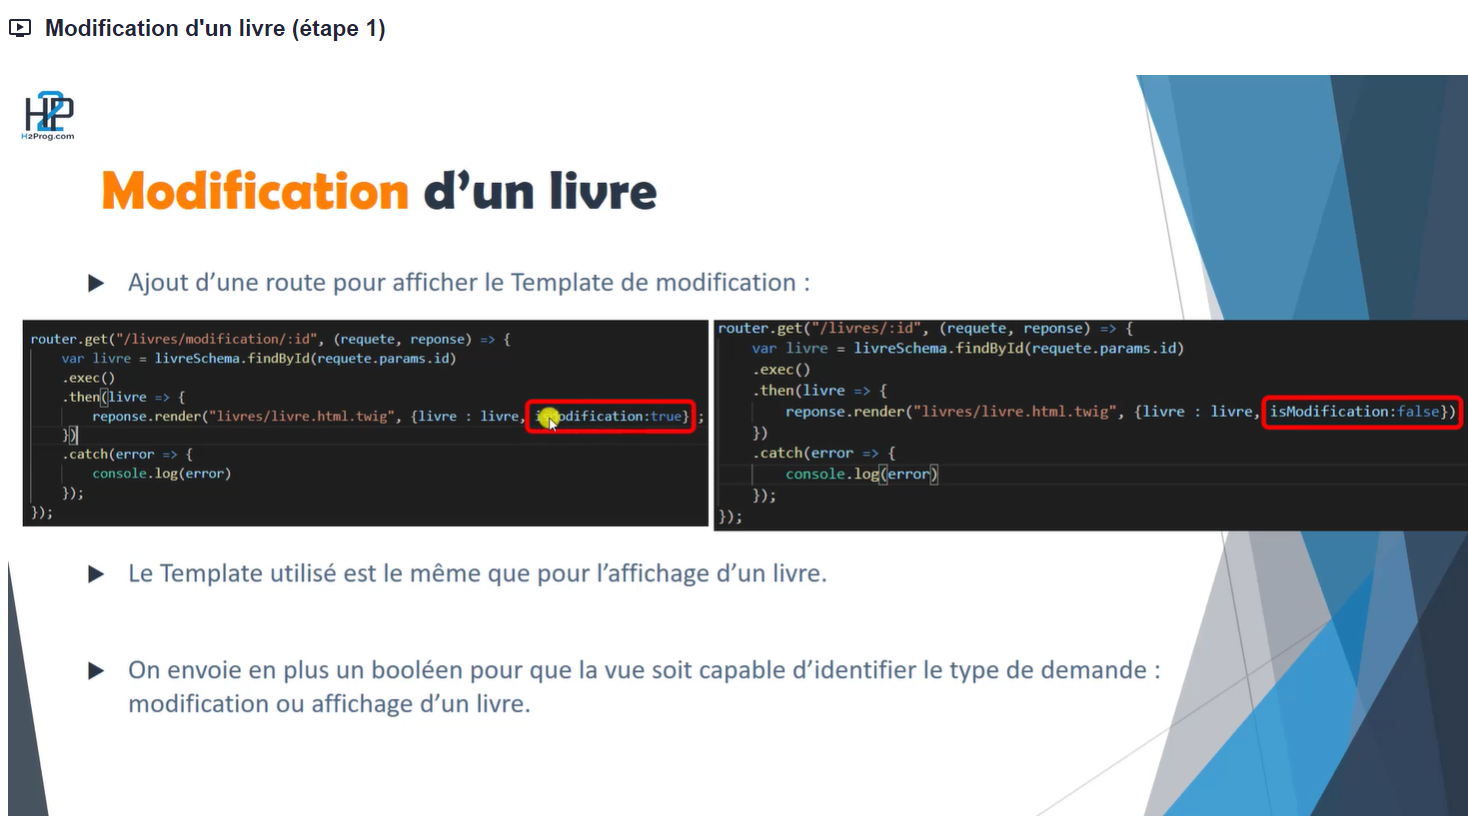 Modification d'un livre (étape 1)
H2P
H2Prog.com
Modification d’un livre
Ajout d’une route pour afficher le Template de modification :
router.get("/livres/modification/:id", (requete, reponse) => {
var livre = livreSchema.findById(requete.params.id)
.exec()
.then(livre => {
reponse.render("livres/livre.html.twig", {livre : livre, isModification:true};
})
.catch(error => {
console.log(error)
});
});
router.get("/livres/:id", (requete, reponse) => {
var livre = livreSchema.findById(requete.params.id)
.exec()
.then(livre => {
reponse.render("livres/livre.html.twig", {livre : livre, isModification:false})
})
.catch(error => {
console.log(error)
});
});
Le Template utilisé est le même que pour l’affichage d’un livre.
On envoie en plus un booléen pour que la vue soit capable d’identifier le type de demande :
modification ou affichage d’un livre.